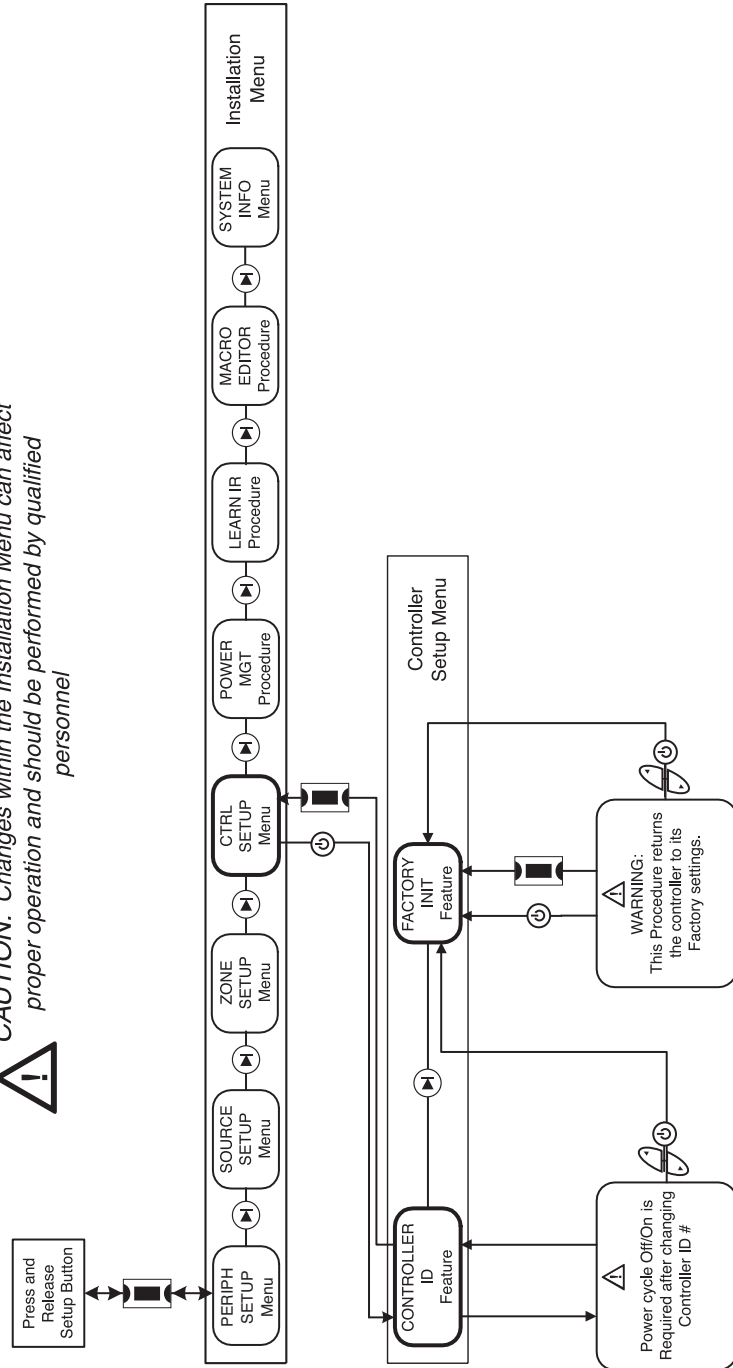 CAUTION: Changes within the Installation Menu can affect
proper operation and should be performed by qualified
personnel
Press and
Release
Setup Button
PERIPH
SETUP
Menu
SOURCE
SETUP
Menu
ZONE
SETUP
Menu
CTRL
SETUP
Menu
POWER
MGT
Procedure
LEARN IR
Procedure
MACRO
EDITOR
Procedure
SYSTEM
INFO
Menu
Installation
Menu
CONTROLLER
ID
Feature
FACTORY
INIT
Feature
Controller
Setup Menu
Power cycle Off/On is
Required after changing
Controller ID #
WARNING:
This Procedure returns
the controller to its
Factory settings.